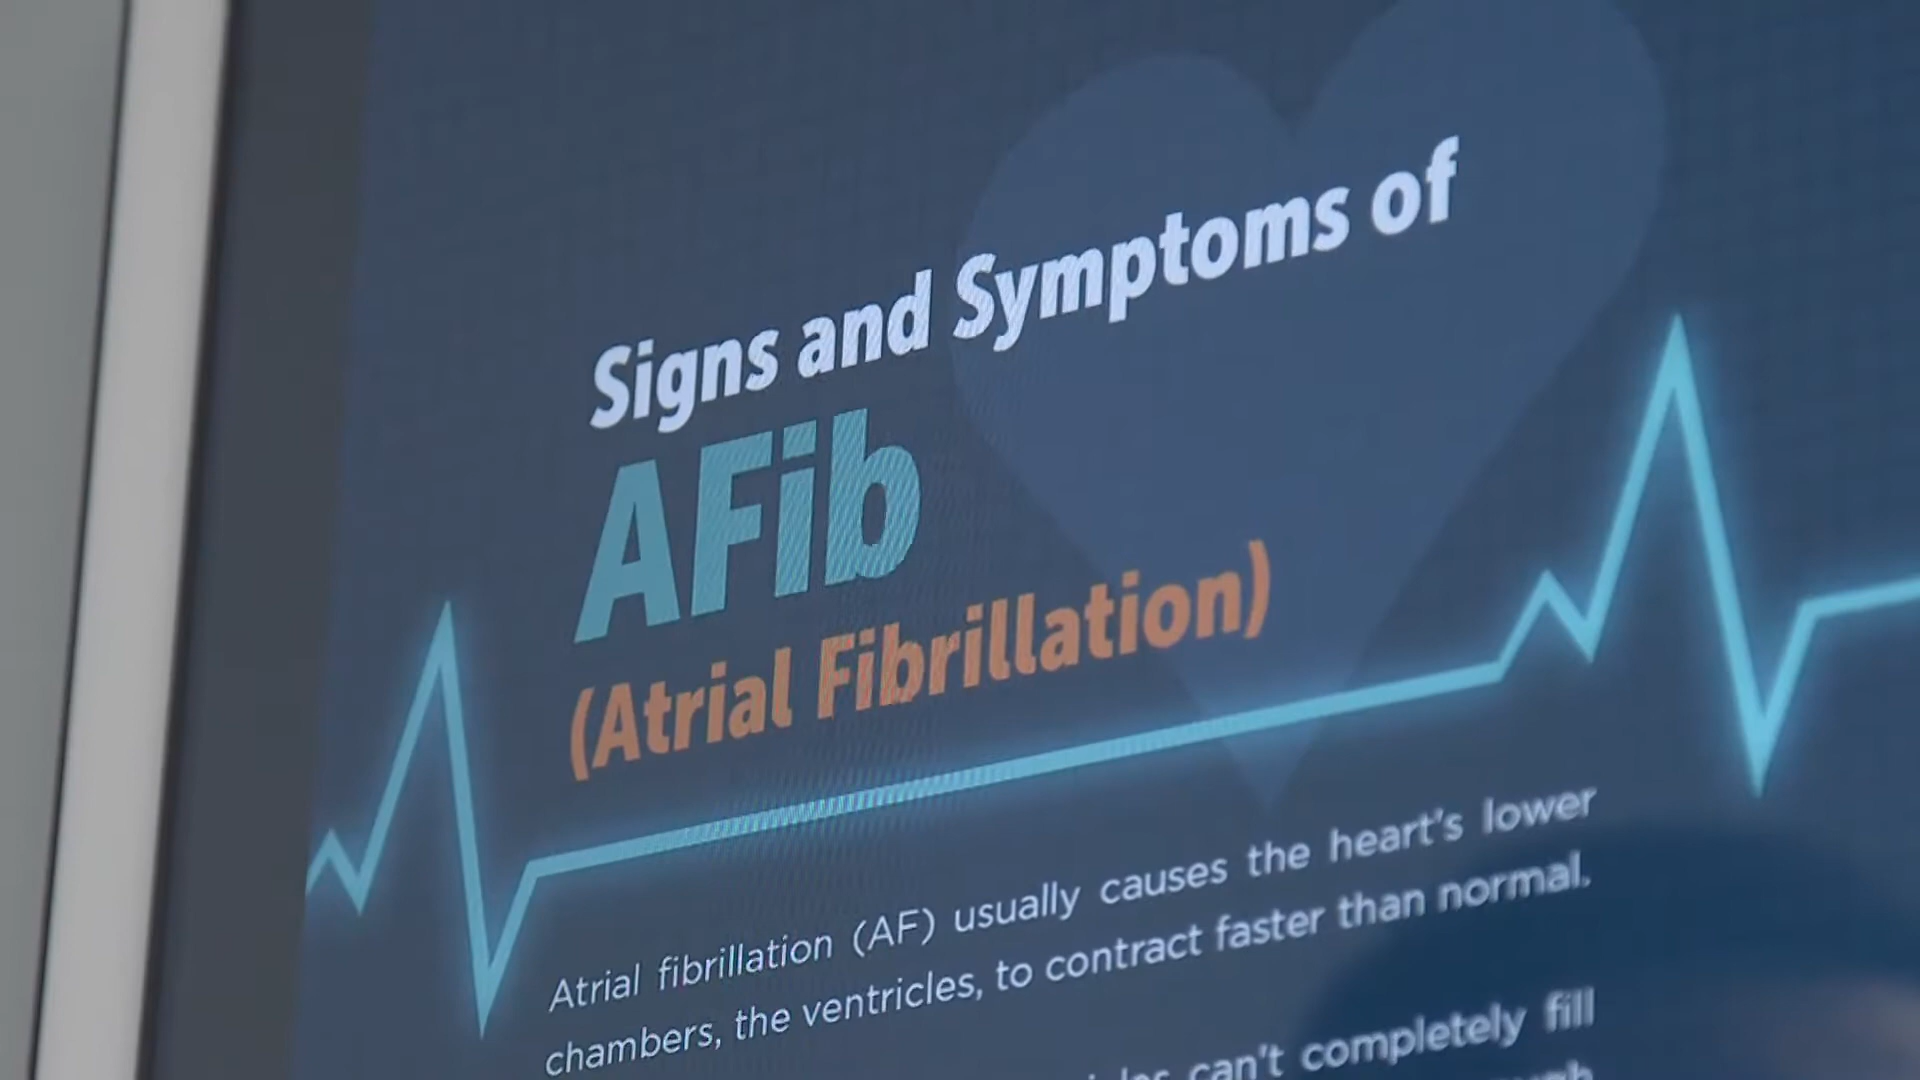 Signs and Symptoms of
AFib
(Atrial Fibrillation)
Atrial fibrillation (AF) usually causes the heart's lower
chambers, the ventricles, to contract faster than normal.
can't completely fill